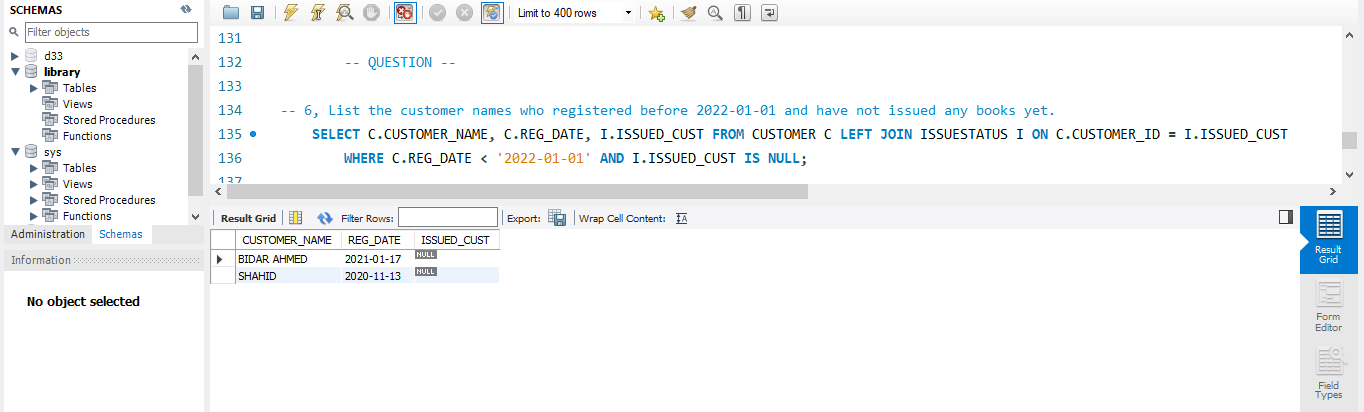 SCHEMAS
Filter objects
d33
library
Tables
Views
Stored Procedures
Functions
sys
Tables
Views
Stored Procedures
Functions
Administration Schemas
Information
No object selected
Limit to 400 rows
131
132 -- QUESTION --
133
134 -- 6, List the customer names who registered before 2022-01-01 and have not issued any books yet.
135 SELECT C.CUSTOMER_NAME, C.REG_DATE, I.ISSUED_CUST FROM CUSTOMER C LEFT JOIN ISSUESTATUS I ON C.CUSTOMER_ID = I.ISSUED_CUST
136 WHERE C.REG_DATE < '2022-01-01' AND I.ISSUED_CUST IS NULL;
137
Result Grid Filter Rows: Export: Wrap Cell Content:
CUSTOMER_NAME REG_DATE ISSUED_CUST
BIDAR AHMED 2021-01-17 NULL
SHAHID 2020-11-13 NULL
Result
Grid
Form
Editor
Field
Types